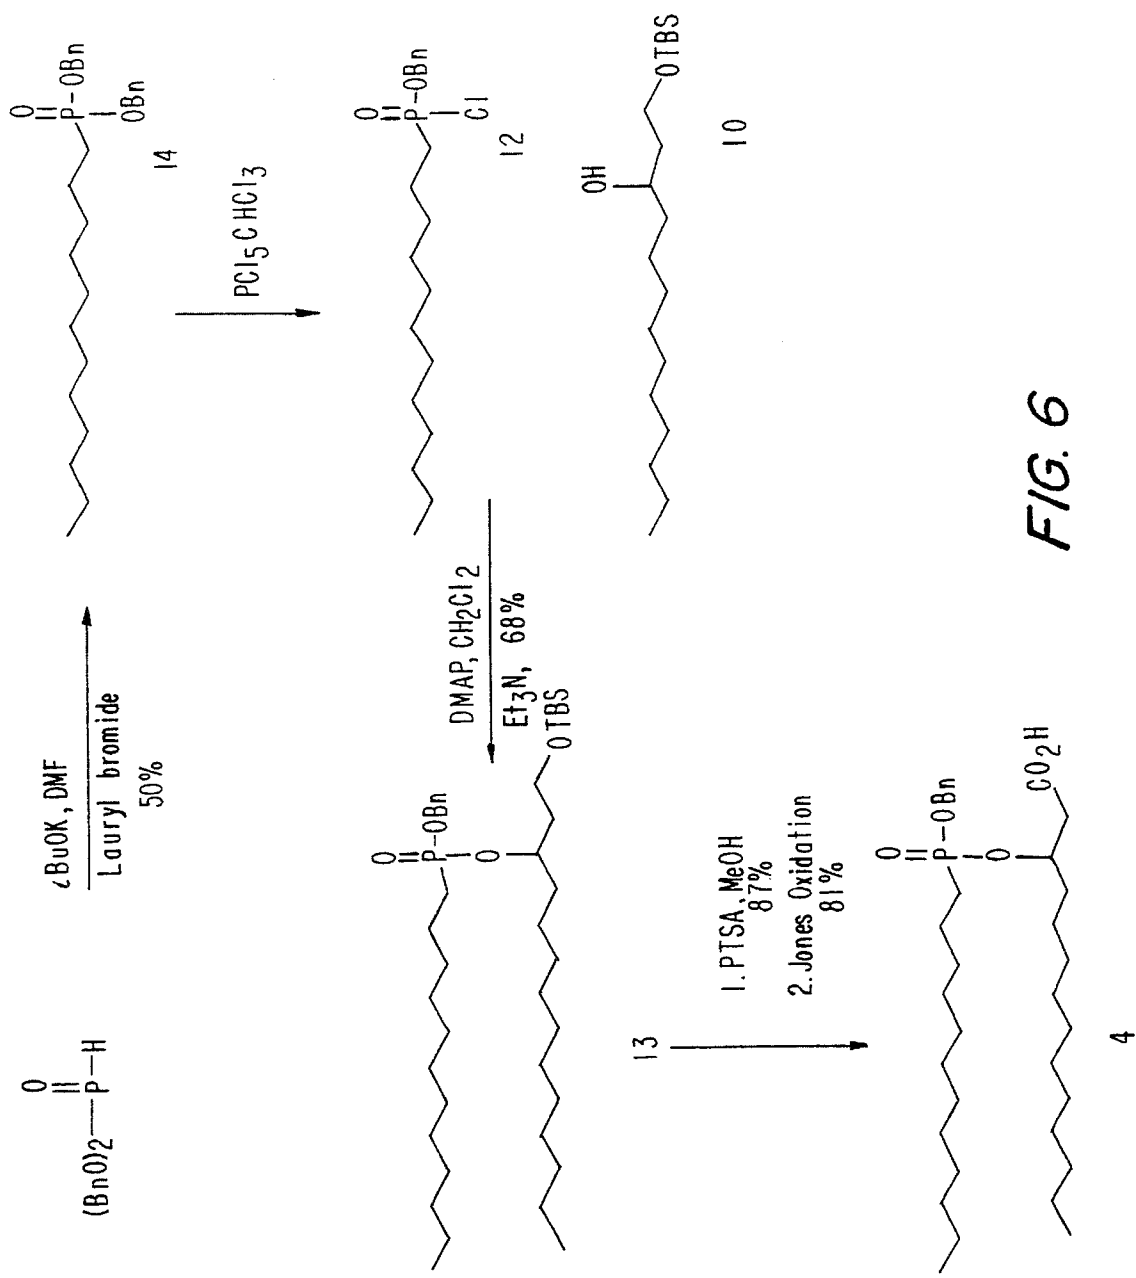 O
||
(BnO)2—P—H
tBuOK, DMF
Lauryl bromide
50%
O
||
P-OBn
OBn
14
PCl5 CHCl3
O
||
P-OBn
Cl
12
OH
OTBS
10
DMAP, CH2Cl2
Et3N, 68%
O
||
P-OBn
O
OTBS
13
1. PTSA, MeOH
87%
2. Jones Oxidation
81%
O
||
P-OBn
O
CO2H
4
FIG. 6